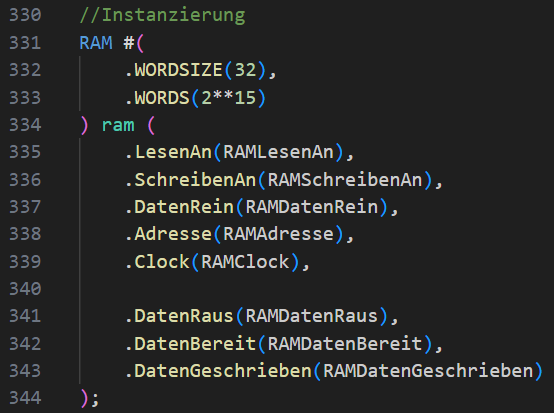 330 //Instanzierung
331 RAM #(
332     .WORDSIZE(32),
333     .WORDS(2**15)
334 ) ram (
335     .LesenAn(RAMLesenAn),
336     .SchreibenAn(RAMSchreibenAn),
337     .DatenRein(RAMDatenRein),
338     .Adresse(RAMAdresse),
339     .Clock(RAMClock),
340
341     .DatenRaus(RAMDatenRaus),
342     .DatenBereit(RAMDatenBereit),
343     .DatenGeschrieben(RAMDatenGeschrieben)
344 );